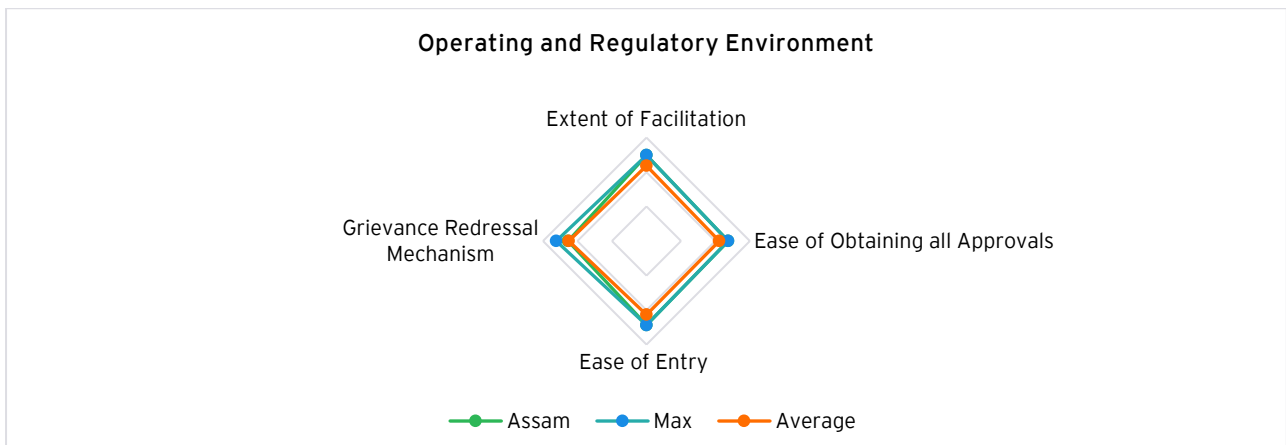 Operating and Regulatory Environment
Extent of Facilitation
Grievance Redressal
Mechanism
Ease of Obtaining all Approvals
Ease of Entry
Assam
Max
Average